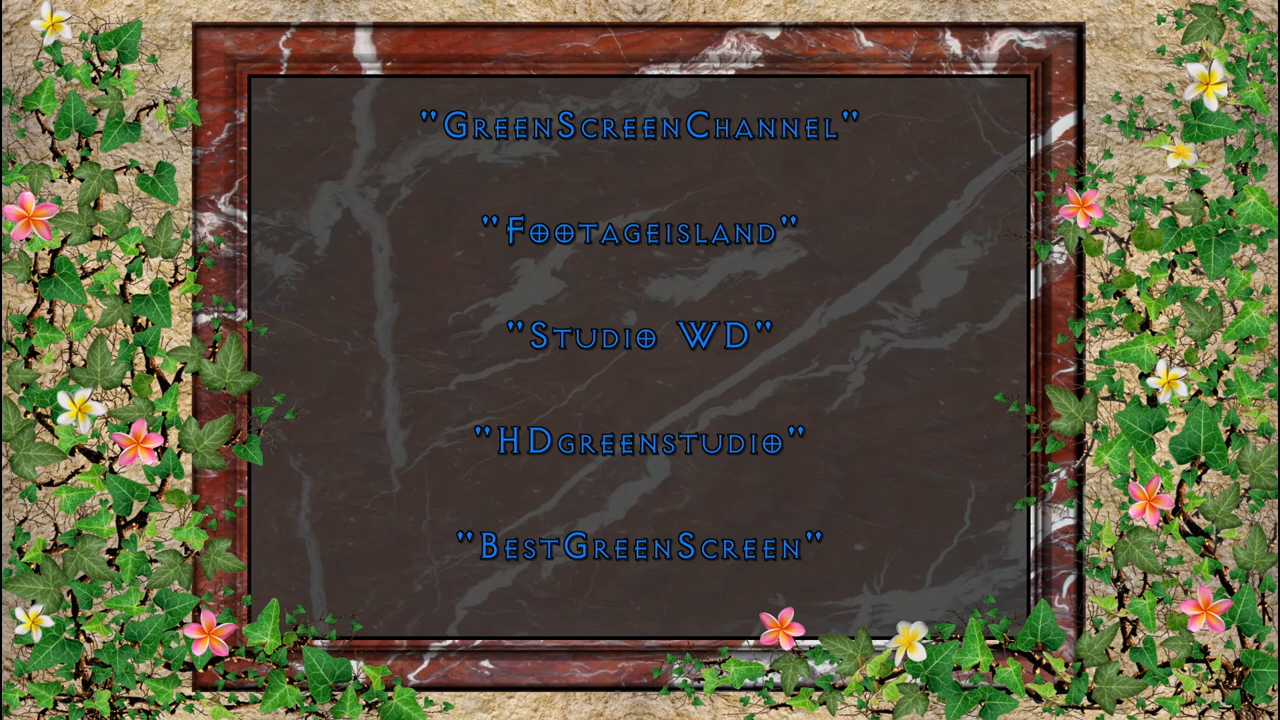 "GreenScreenChannel"
"Footageisland"
"Studio WD"
"HDgreenstudio"
"BestGreenScreen"